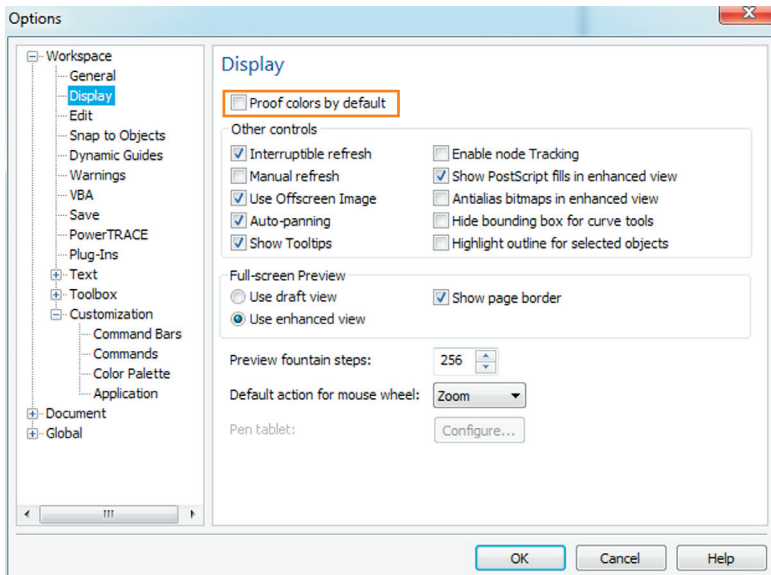 Options
Workspace
General
Display
Edit
Snap to Objects
Dynamic Guides
Warnings
VBA
Save
PowerTRACE
Plug-Ins
Text
Toolbox
Customization
Command Bars
Commands
Color Palette
Application
Document
Global
Display
Proof colors by default
Other controls
Interruptible refresh
Enable node Tracking
Manual refresh
Show PostScript fills in enhanced view
Use Offscreen Image
Antialias bitmaps in enhanced view
Auto-panning
Hide bounding box for curve tools
Show Tooltips
Highlight outline for selected objects
Full-screen Preview
Use draft view
Show page border
Use enhanced view
Preview fountain steps: 256
Default action for mouse wheel: Zoom
Pen tablet: Configure...
OK Cancel Help